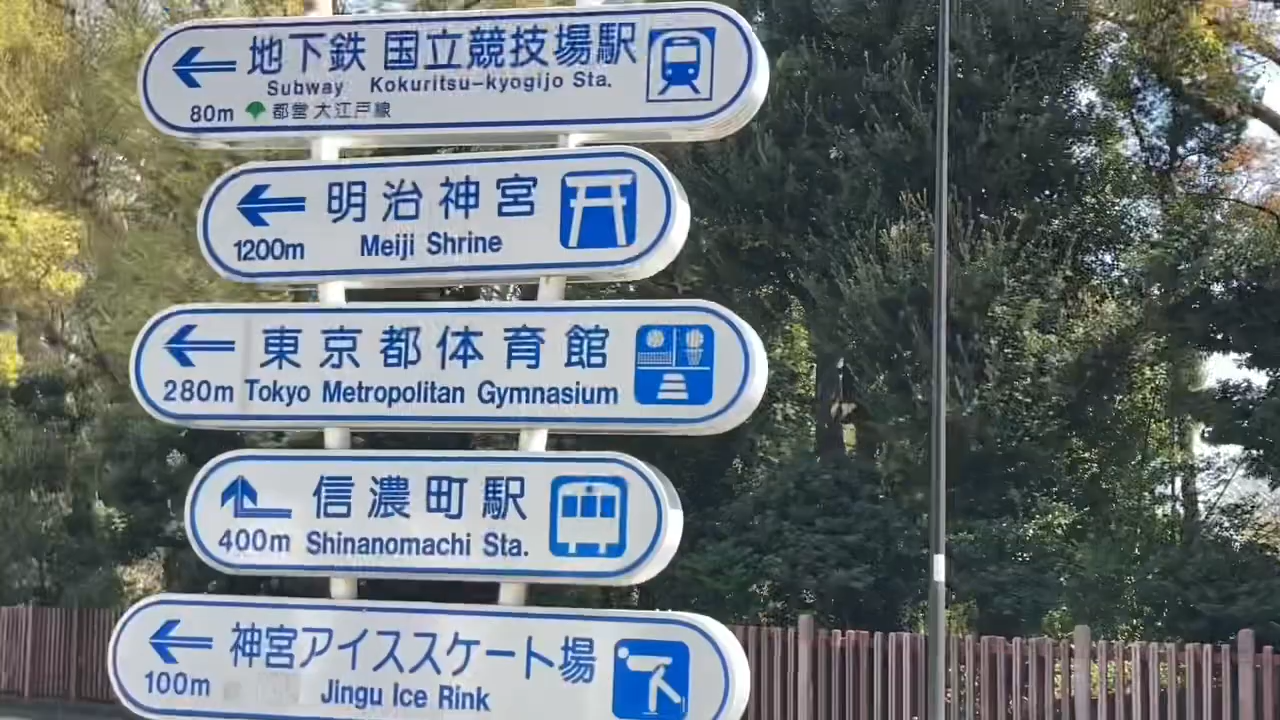 地下鉄 国立競技場駅
Subway Kokuritsu-kyogijo Sta.
80m 都営大江戸線
明治神宮
1200m Meiji Shrine
東京都体育館
280m Tokyo Metropolitan Gymnasium
信濃町駅
400m Shinanomachi Sta.
神宮アイススケート場
100m Jingu Ice Rink